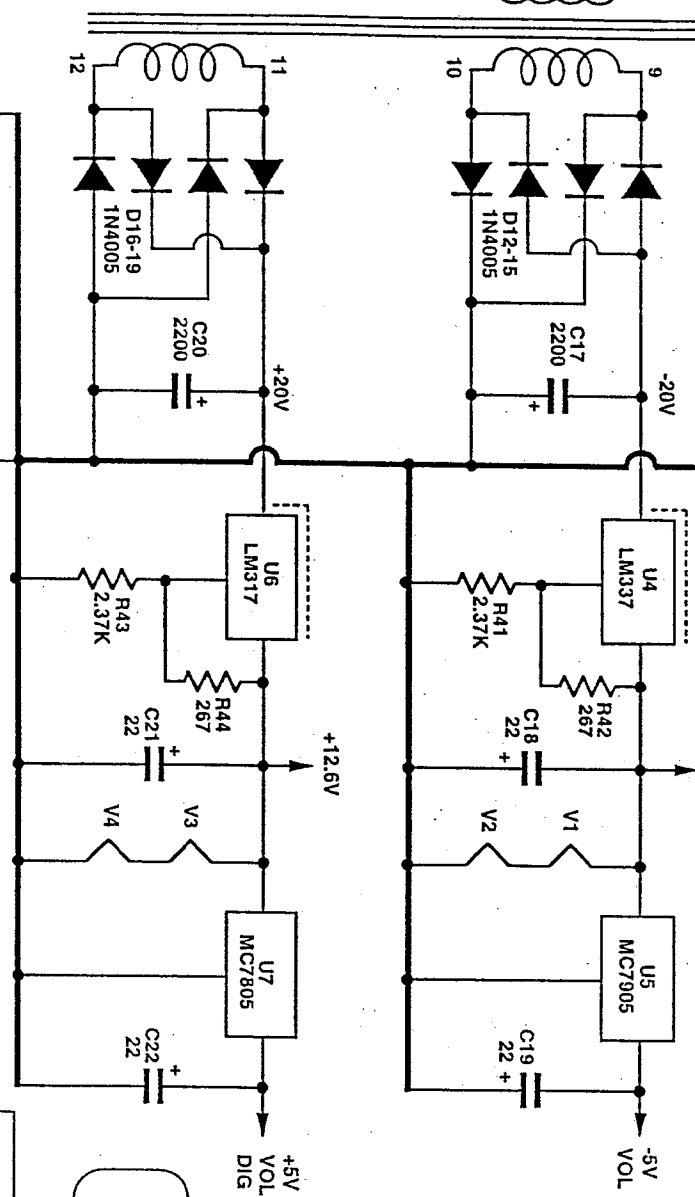 12
11
10
9
D16-19
1N4005
D12-15
1N4005
C20
2200
+
+20V
C17
2200
+
-20V
U6
LM317
U4
LM337
R43
2.37K
R44
267
R41
2.37K
R42
267
C21
22
+
+12.6V
C18
22
+
V4
V3
V2
V1
U7
MC7805
U5
MC7905
C22
22
+
C19
22
+
+5V
VOL
DIG
-5V
VOL